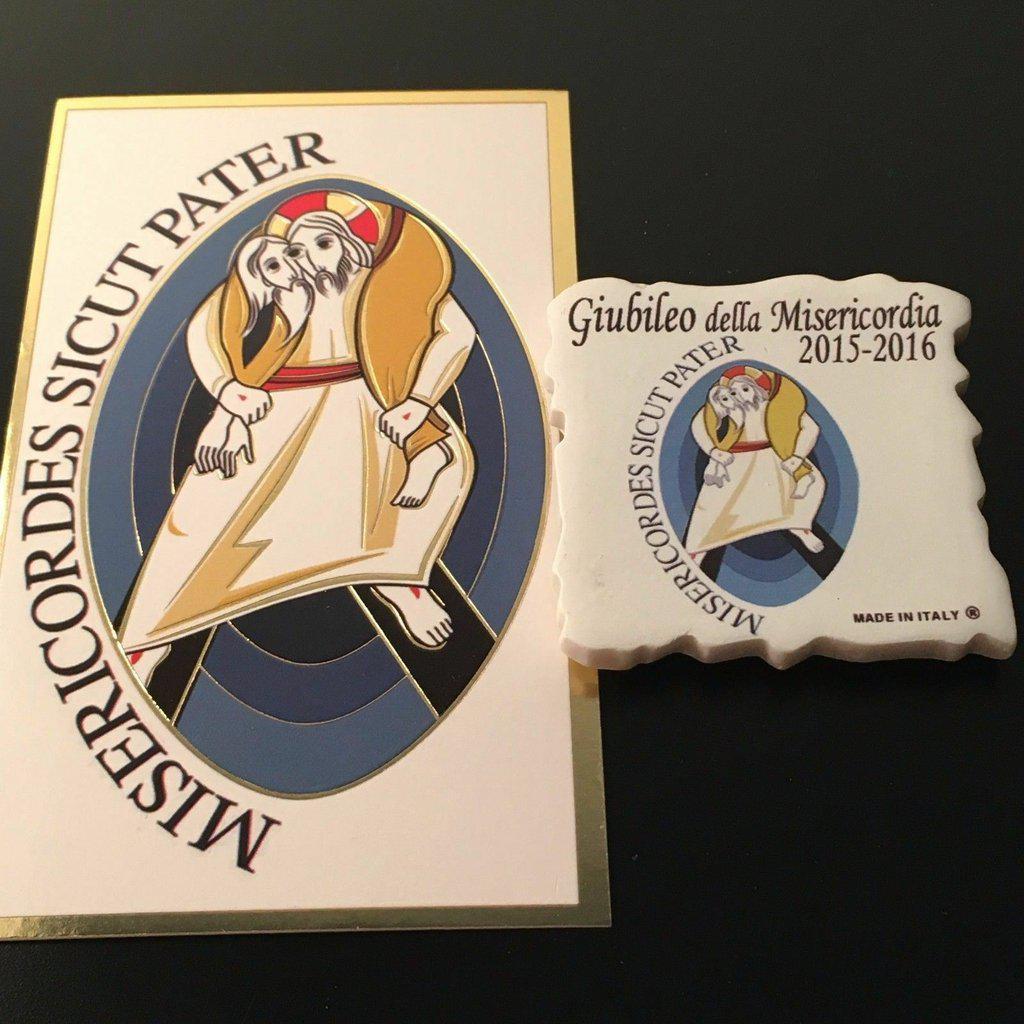 MISERICORDES SICUT PATER
Giubileo della Misericordia
2015-2016
MISERICORDES SICUT PATER
MADE IN ITALY ®